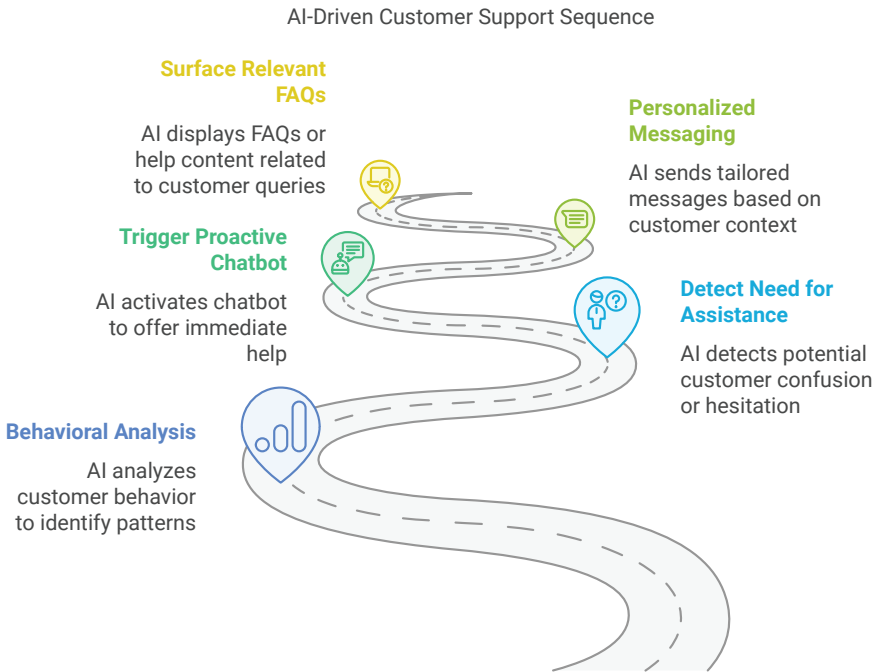 AI-Driven Customer Support Sequence
Surface Relevant
FAQs
AI displays FAQs or
help content related
to customer queries
Personalized
Messaging
AI sends tailored
messages based on
customer context
Trigger Proactive
Chatbot
AI activates chatbot
to offer immediate
help
Detect Need for
Assistance
AI detects potential
customer confusion
or hesitation
Behavioral Analysis
AI analyzes
customer behavior
to identify patterns